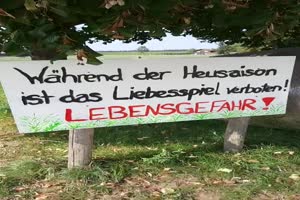 Während der Heusaison
ist das Liebesspiel verboten!
LEBENSGEFAHR!